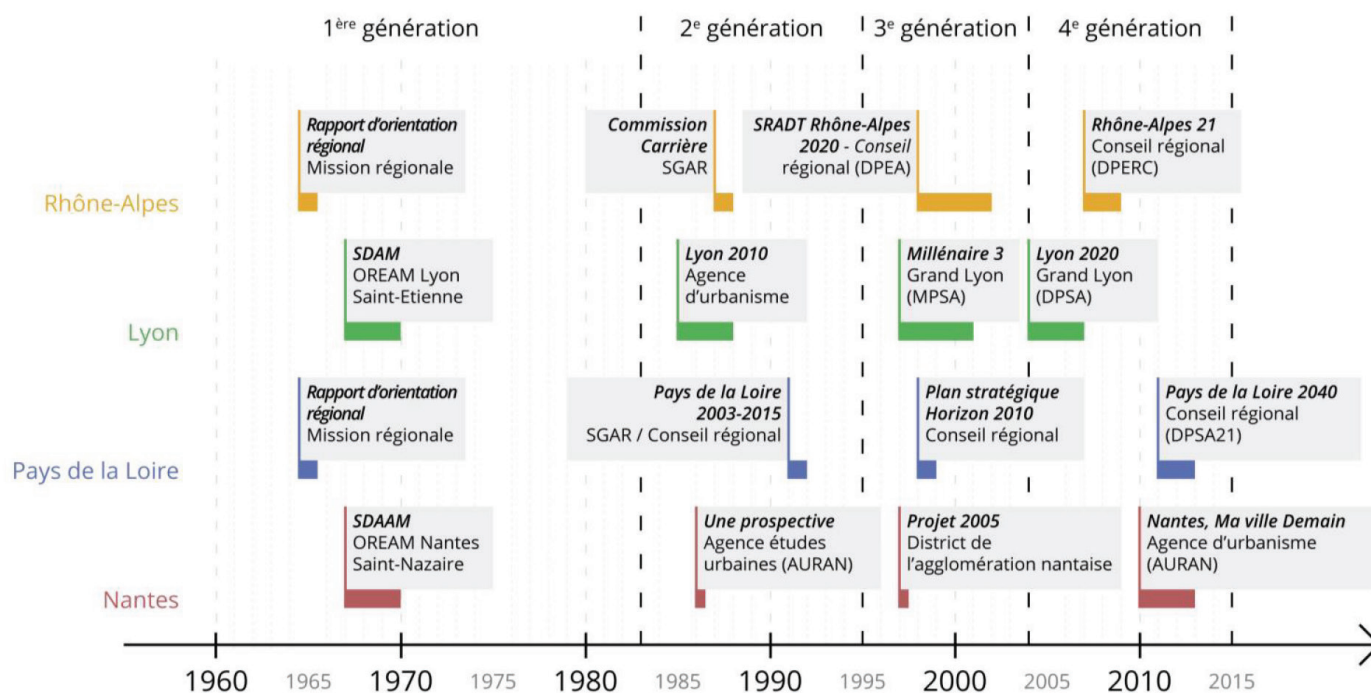 1ère génération
2e génération
3e génération
4e génération
Rhône-Alpes
Rapport d'orientation
régional
Mission régionale
Commission
Carrière
SGAR
SRADT Rhône-Alpes
2020 - Conseil
régional (DPEA)
Rhône-Alpes 21
Conseil régional
(DPERC)
Lyon
SDAM
OREAM Lyon
Saint-Etienne
Lyon 2010
Agence
d'urbanisme
Millénaire 3
Grand Lyon
(MPSA)
Lyon 2020
Grand Lyon
(DPSA)
Pays de la Loire
Rapport d'orientation
régional
Mission régionale
Pays de la Loire
2003-2015
SGAR / Conseil régional
Plan stratégique
Horizon 2010
Conseil régional
Pays de la Loire 2040
Conseil régional
(DPSA21)
Nantes
SDAAM
OREAM Nantes
Saint-Nazaire
Une prospective
Agence études
urbaines (AURAN)
Projet 2005
District de
l'agglomération nantaise
Nantes, Ma ville Demain
Agence d'urbanisme
(AURAN)
1960 1965 1970 1975 1980 1985 1990 1995 2000 2005 2010 2015